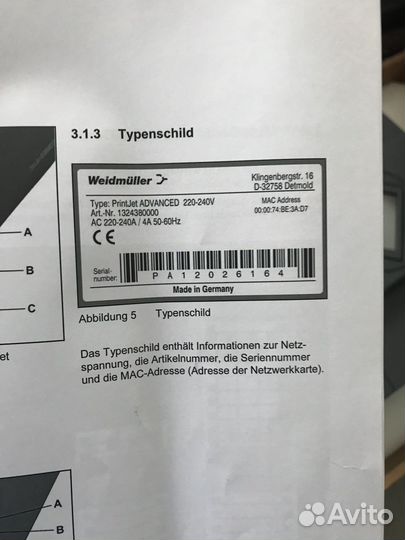 3.1.3 Typenschild
Weidmüller
Klingenbergstr. 16
D-32758 Detmold
Type: PrintJet ADVANCED 220-240V
MAC Address
Art.-Nr. 1324380000
00:00:74:BE:3A:D7
AC 220-240A / 4A 50-60Hz
CE
Serial-
number:
PA12026164
Made in Germany
A
B
C
Abbildung 5 Typenschild
et
Das Typenschild enthält Informationen zur Netz-
spannung, die Artikelnummer, die Seriennummer
und die MAC-Adresse (Adresse der Netzwerkkarte).
A
B
Avito